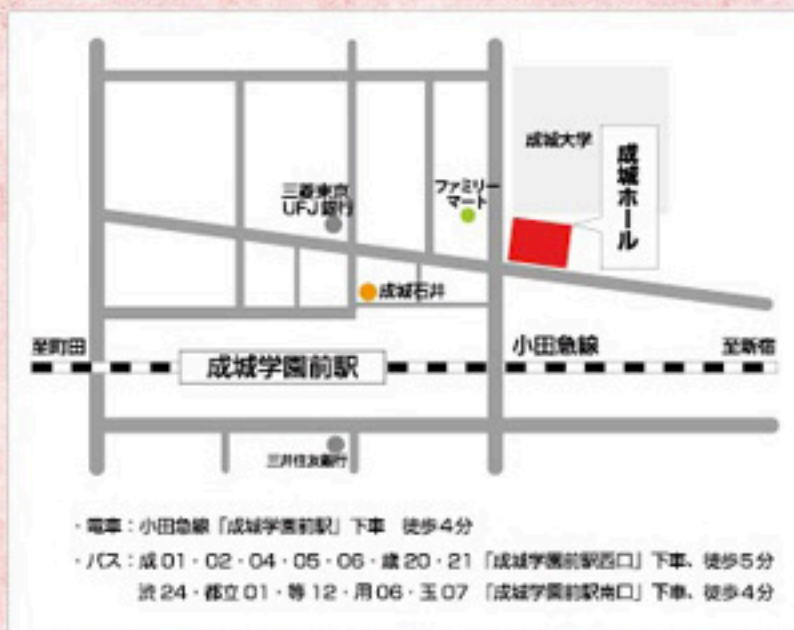 成城大学
成城ホール
三菱東京
UFJ銀行
ファミリー
マート
成城石井
至町田
成城学園前駅
小田急線
至新宿
三井住友銀行
・電車：小田急線「成城学園前駅」下車　徒歩4分
・バス：成01・02・04・05・06・歳20・21「成城学園前駅西口」下車、徒歩5分
渋24・都立01・等12・用06・玉07　「成城学園前駅南口」下車、徒歩4分